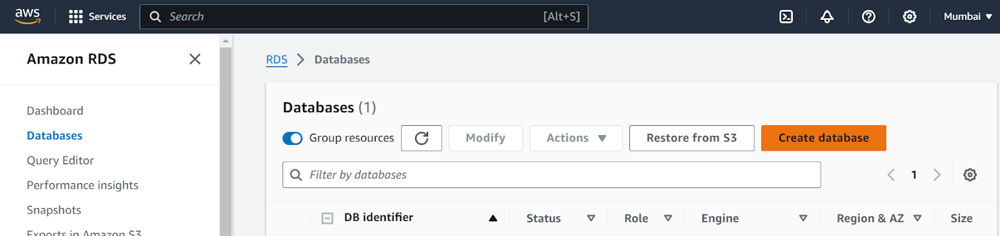 aws
Services
Search
[Alt+S]
Mumbai
Amazon RDS
Dashboard
Databases
Query Editor
Performance insights
Snapshots
Exports in Amazon S3
RDS
Databases
Databases (1)
Group resources
Modify
Actions
Restore from S3
Create database
Filter by databases
1
DB identifier
Status
Role
Engine
Region & AZ
Size